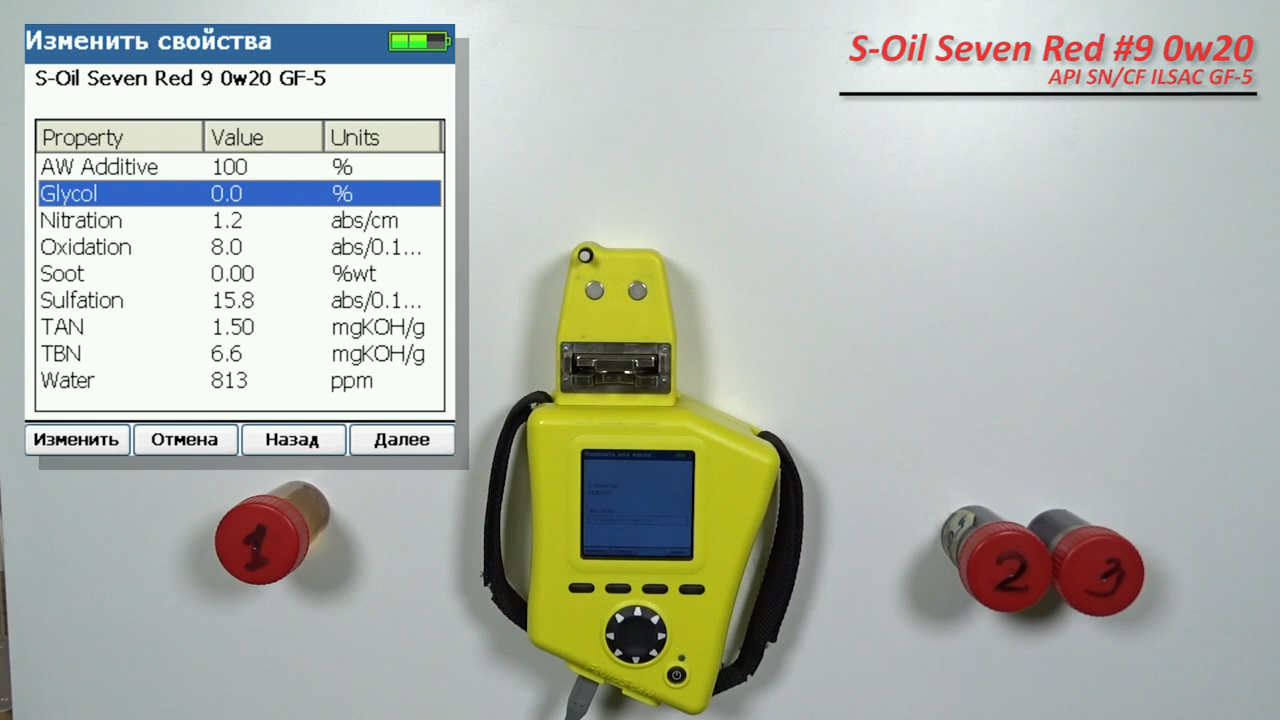 Изменить свойства
S-Oil Seven Red 9 0w20 GF-5
Property Value Units
AW Additive 100 %
Glycol 0.0 %
Nitration 1.2 abs/cm
Oxidation 8.0 abs/0.1...
Soot 0.00 %wt
Sulfation 15.8 abs/0.1...
TAN 1.50 mgKOH/g
TBN 6.6 mgKOH/g
Water 813 ppm
Изменить Отмена Назад Далее
S-Oil Seven Red #9 0w20
API SN/CF ILSAC GF-5
1
2
3